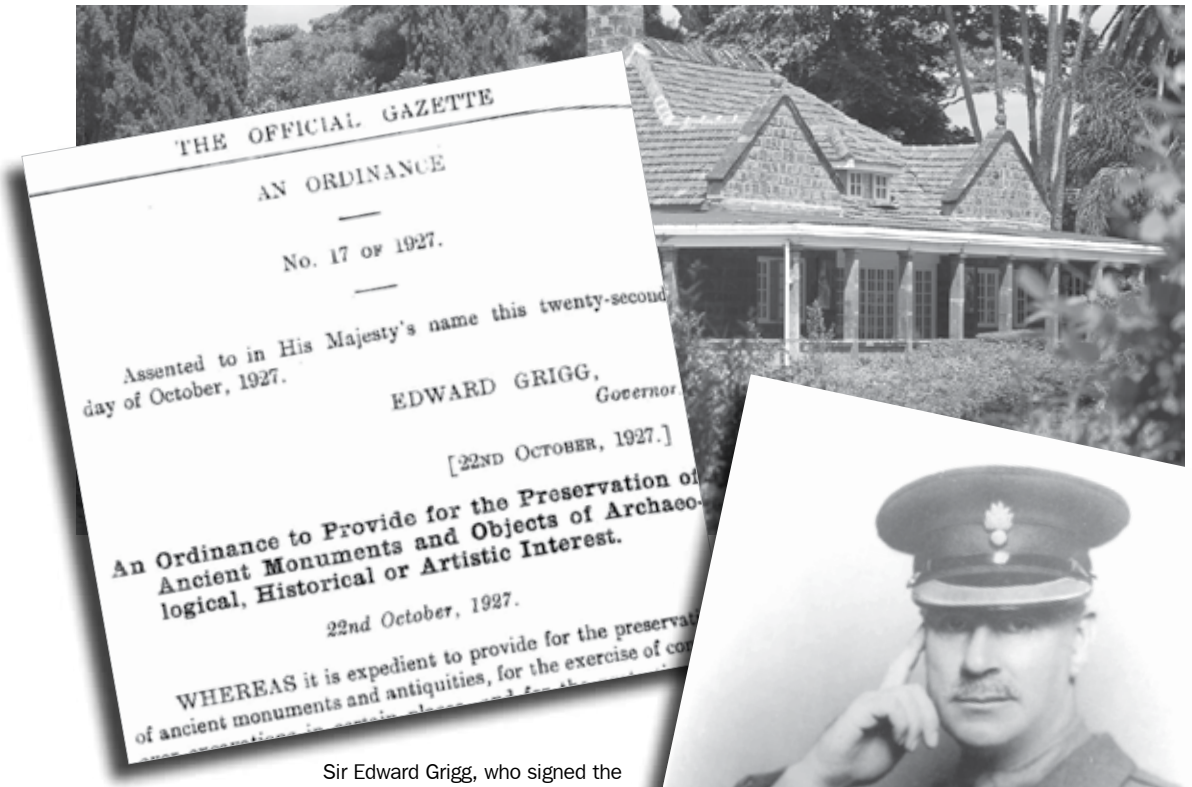 THE OFFICIAL GAZETTE
AN ORDINANCE
No. 17 OF 1927.
Assented to in His Majesty's name this twenty-second
day of October, 1927.
EDWARD GRIGG,
Governor.
[22ND OCTOBER, 1927.]
An Ordinance to Provide for the Preservation of
Ancient Monuments and Objects of Archaeo-
logical, Historical or Artistic Interest.
22nd October, 1927.
WHEREAS it is expedient to provide for the preservati
of ancient monuments and antiquities, for the exercise of con
Sir Edward Grigg, who signed the